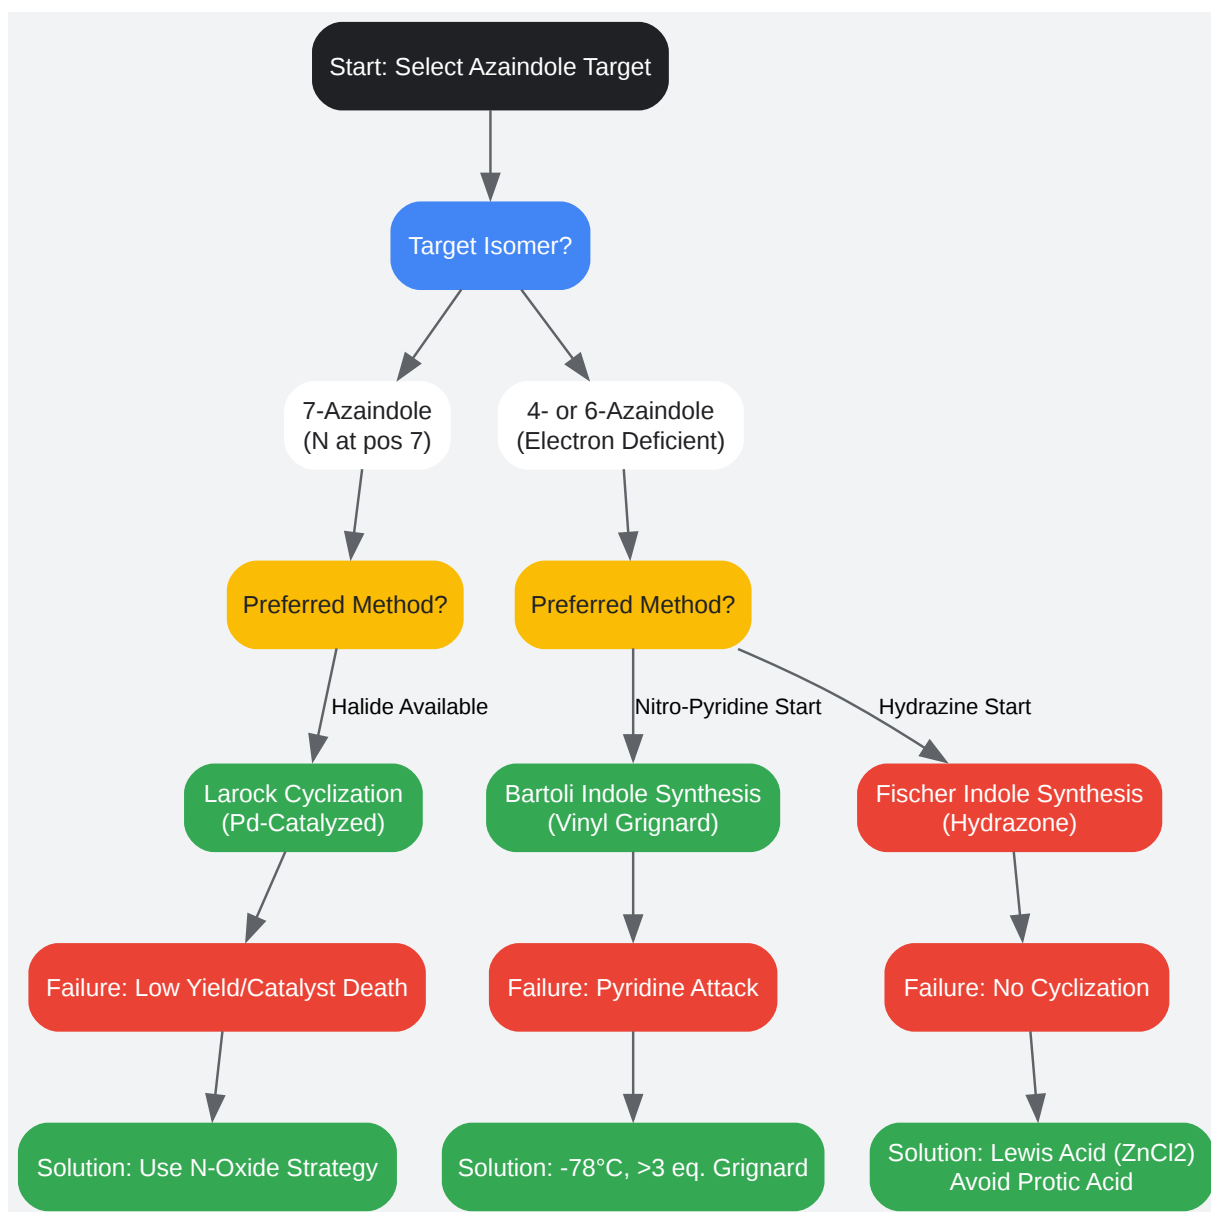 Start: Select Azaindole Target
Target Isomer?
7-Azaindole
(N at pos 7)
4- or 6-Azaindole
(Electron Deficient)
Preferred Method?
Preferred Method?
Halide Available
Nitro-Pyridine Start
Hydrazine Start
Larock Cyclization
(Pd-Catalyzed)
Bartoli Indole Synthesis
(Vinyl Grignard)
Fischer Indole Synthesis
(Hydrazone)
Failure: Low Yield/Catalyst Death
Failure: Pyridine Attack
Failure: No Cyclization
Solution: Use N-Oxide Strategy
Solution: -78°C, >3 eq. Grignard
Solution: Lewis Acid (ZnCl2)
Avoid Protic Acid